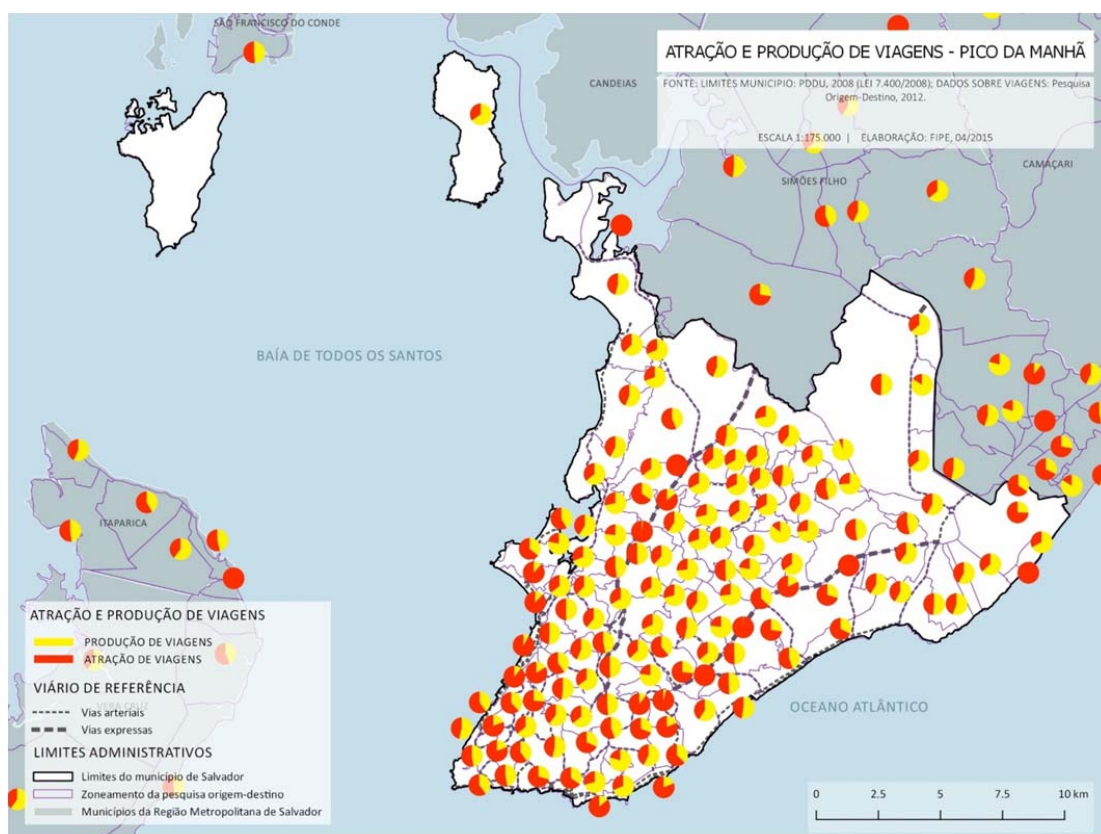 SÃO FRANCISCO DO CONDE
ATRAÇÃO E PRODUÇÃO DE VIAGENS - PICO DA MANHÃ
FONTE: LIMITES MUNICIPIO: PDDU, 2008 (LEI 7.400/2008); DADOS SOBRE VIAGENS: Pesquisa
Origem-Destino, 2012.
ESCALA 1:175.000 | ELABORAÇÃO: FIPE, 04/2015
CANDEIAS
CAMAÇARI
SIMÕES FILHO
BAÍA DE TODOS OS SANTOS
ITAPARICA
ATRAÇÃO E PRODUÇÃO DE VIAGENS
PRODUÇÃO DE VIAGENS
ATRAÇÃO DE VIAGENS
VERA CRUZ
VIÁRIO DE REFERÊNCIA
Vias arteriais
Vias expressas
LIMITES ADMINISTRATIVOS
Limites do município de Salvador
Zoneamento da pesquisa origem-destino
Municípios da Região Metropolitana de Salvador
OCEANO ATLÂNTICO
0 2.5 5 7.5 10 km